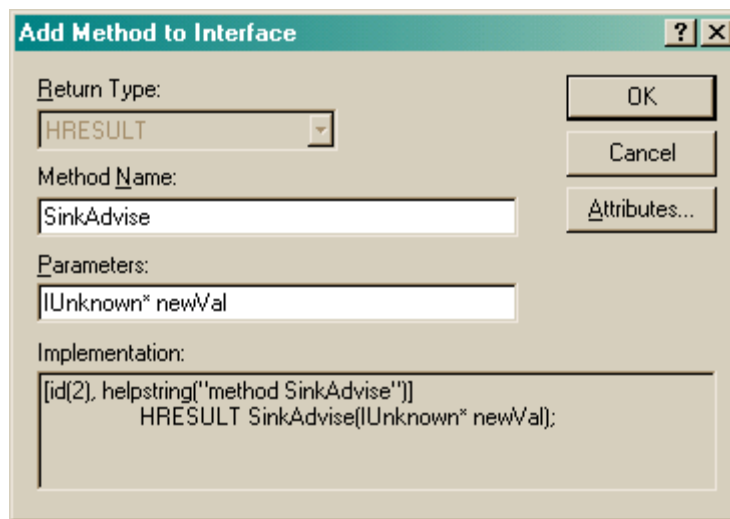 Add Method to Interface
Return Type:
OK
HRESULT
Cancel
Method Name:
SinkAdvise
Attributes...
Parameters:
IUnknown* newVal
Implementation:
[id(2), helpstring("method SinkAdvise")]
HRESULT SinkAdvise(IUnknown* newVal);